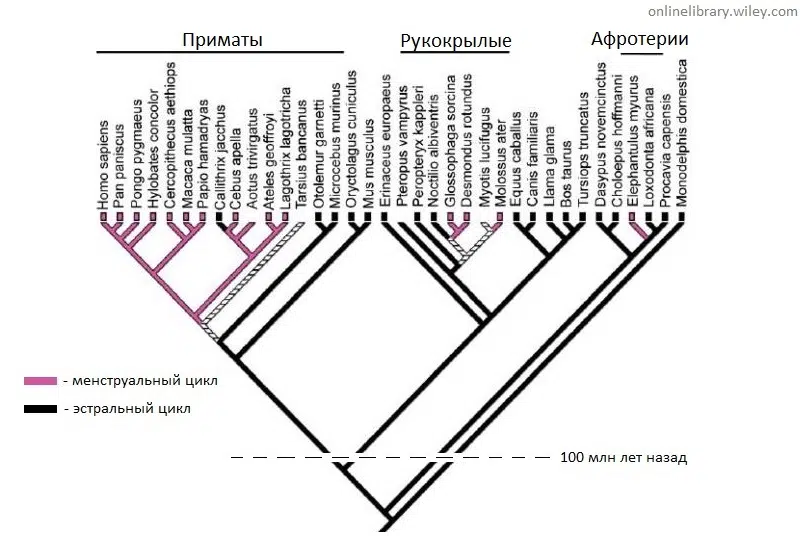 onlinelibrary.wiley.com
Приматы
Рукокрылые
Афротерии
Homo sapiens
Pan paniscus
Pongo pygmaeus
Hylobates concolor
Cercopithecus aethiops
Macaca mulatta
Papio hamadryas
Callithrix jacchus
Cebus apella
Aotus trivirgatus
Ateles geoffroyi
Lagothrix lagotricha
Tarsius bancanus
Otolemur garnetti
Microcebus murinus
Oryctolagus cuniculus
Mus musculus
Erinaceus europaeus
Pteropus vampyrus
Peropteryx kappleri
Noctilio albiventris
Glossophaga sorcina
Desmondus rotundus
Myotis lucifugus
Molossus ater
Equus caballus
Canis familiaris
Llama glama
Bos taurus
Tursiops truncatus
Dasypus novemcinctus
Choloepus hoffmanni
Elephantulus myurus
Loxodonta africana
Procavia capensis
Monodelphis domestica
- менструальный цикл
- эстральный цикл
100 млн лет назад